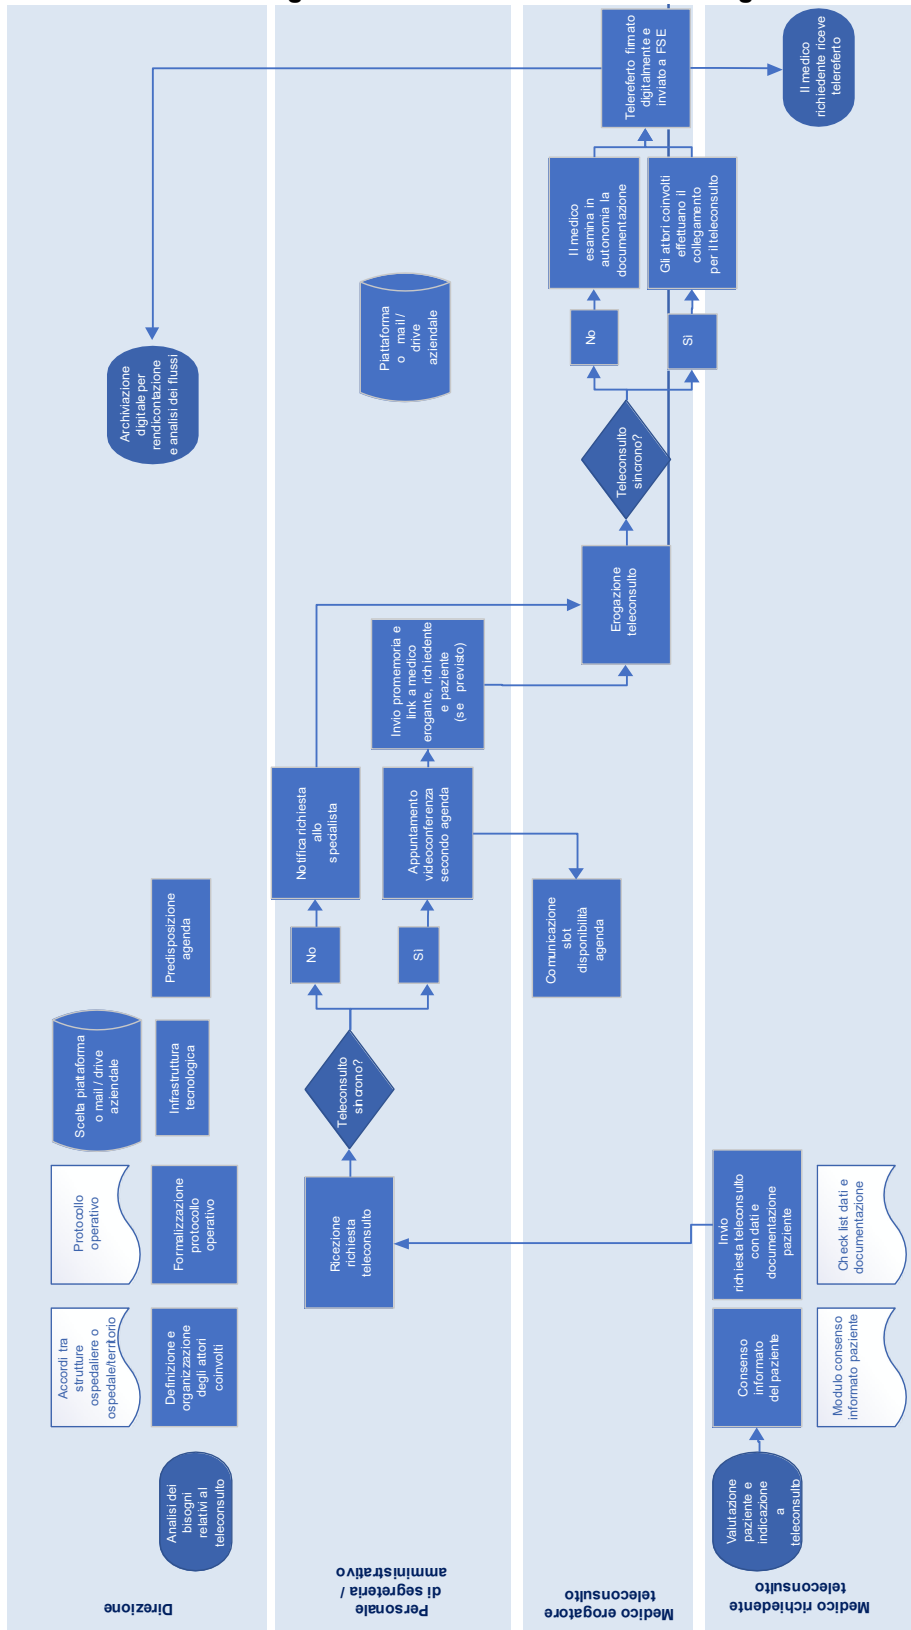 Direzione
Analisi dei
bisogni
relativi al
teleconsulto
Accordi tra
strutture
ospedaliere o
ospedale/territorio
Definizione e
organizzazione
degli attori
coinvolti
Protocollo
operativo
Formalizzazione
protocollo
operativo
Scelta piattaforma
o mail / drive
aziendale
Infrastruttura
tecnologica
Predisposizione
agenda
Archiviazione
digitale per
rendicontazione
e analisi dei flussi
Personale
di segreteria /
amministrativo
Ricezione
richiesta
teleconsulto
Teleconsulto
sincrono?
No
Sì
Notifica richiesta
allo
specialista
Appuntamento
videoconferenza
secondo agenda
Invio promemoria e
link a medico
erogante, richiedente
e paziente
(se previsto)
Piattaforma
o mail /
drive
aziendale
Medico erogatore
teleconsulto
Comunicazione
slot
disponibilità
agenda
Erogazione
teleconsulto
Teleconsulto
sincrono?
No
Sì
Il medico
esamina in
autonomia la
documentazione
Gli attori coinvolti
effettuano il
collegamento
per il teleconsulto
Telereferto firmato
digitalmente e
inviato a FSE
Medico richiedente
teleconsulto
Valutazione
paziente e
indicazione
a
teleconsulto
Consenso
informato
del paziente
Modulo consenso
informato paziente
Invio
richiesta teleconsulto
con dati e
documentazione
paziente
Check list dati e
documentazione
Il medico
richiedente riceve
telereferto